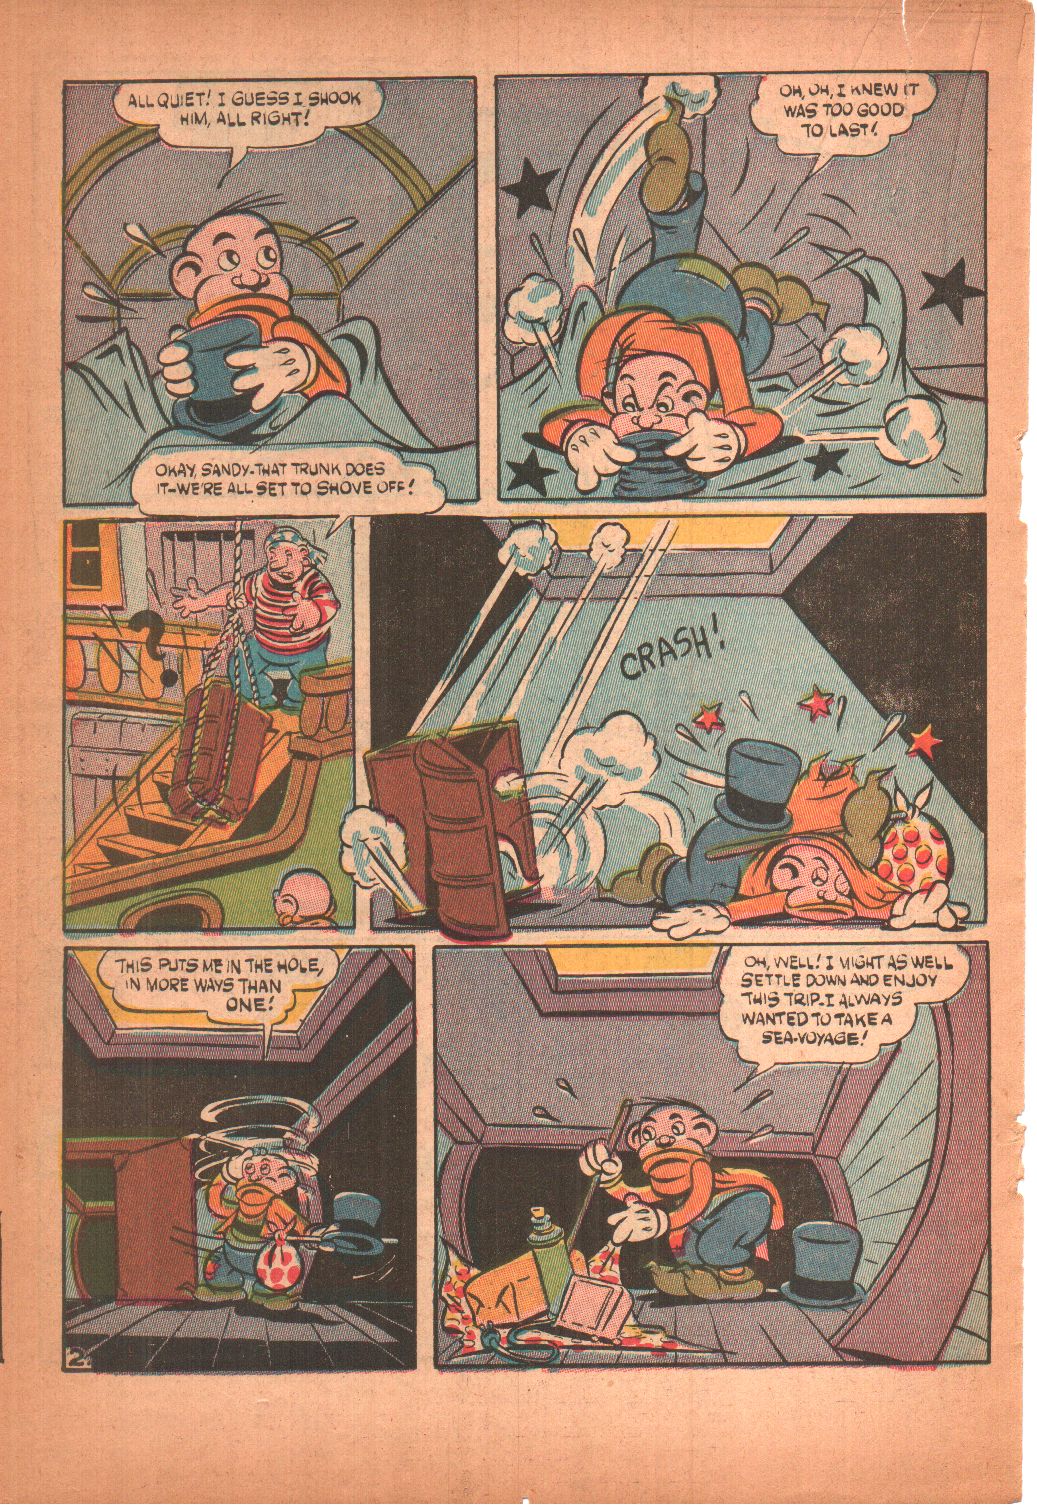 ALL QUIET! I GUESS I SHOOK
HIM, ALL RIGHT!
OH, OH, I KNEW IT
WAS TOO GOOD
TO LAST!
OKAY, SANDY-THAT TRUNK DOES
IT-WE'RE ALL SET TO SHOVE OFF!
?
CRASH!
THIS PUTS ME IN THE HOLE,
IN MORE WAYS THAN
ONE!
OH, WELL! I MIGHT AS WELL
SETTLE DOWN AND ENJOY
THIS TRIP-I ALWAYS
WANTED TO TAKE A
SEA-VOYAGE!
2.